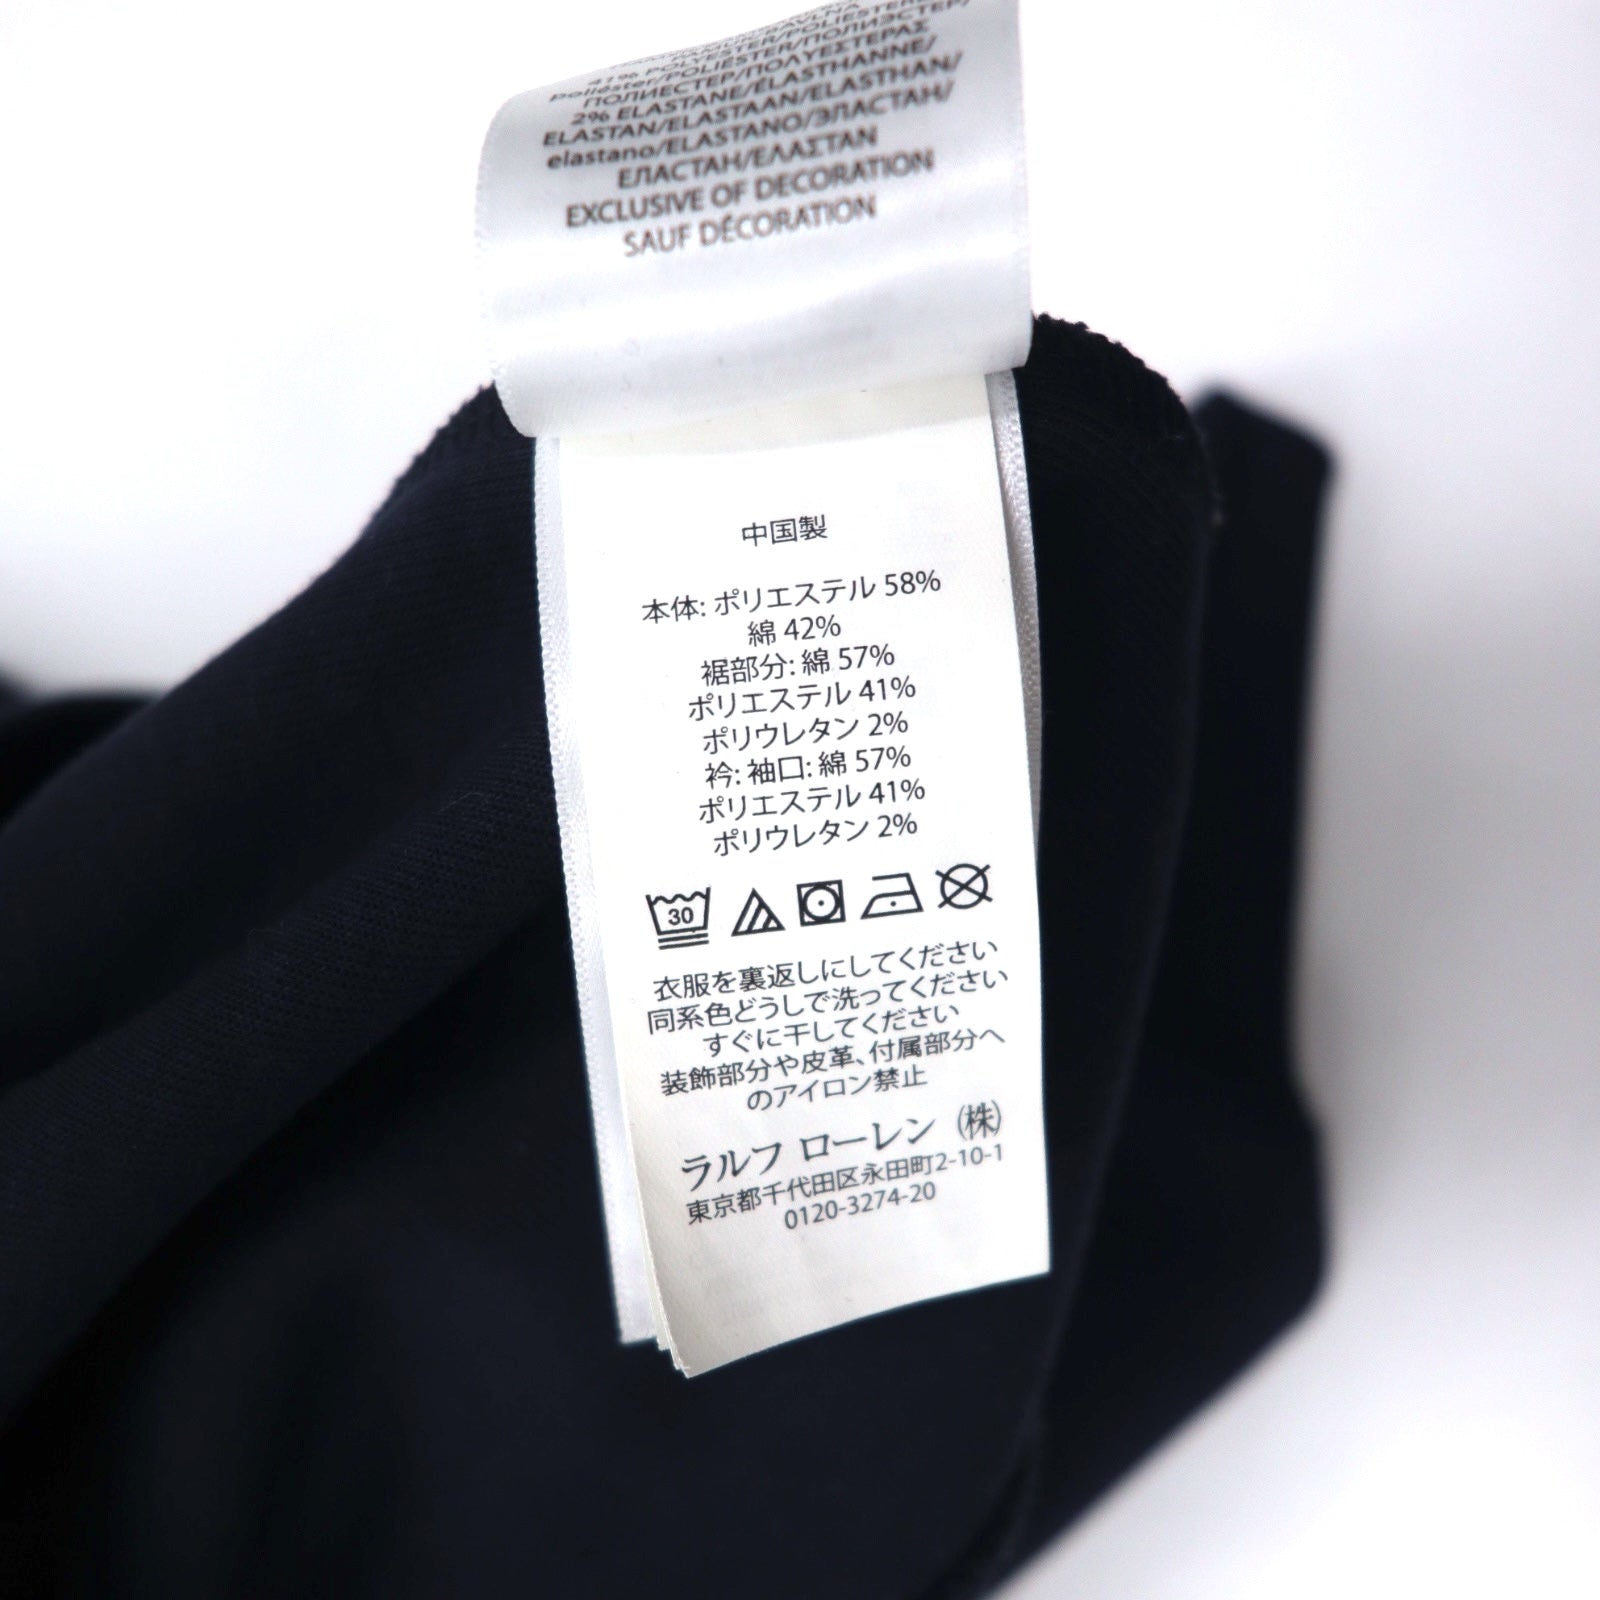 41% POLYESTER/POLIESTERE/
poliéster/POLIÉSTER/ПОЛИЭСТЕР/
ПОЛИЕСТЕР/ΠΟΛΥΕΣΤΕΡΑΣ
2% ELASTANE/ÉLASTHANNE/
ELASTAN/ELASTAAN/ELASTHAN/
elastano/ELASTANO/ЭЛАСТАН/
ЕЛАСТАН/ΕΛΑΣΤΑΝ
EXCLUSIVE OF DECORATION
SAUF DÉCORATION
中国製
本体: ポリエステル 58%
綿 42%
裾部分: 綿 57%
ポリエステル 41%
ポリウレタン 2%
衿: 袖口: 綿 57%
ポリエステル 41%
ポリウレタン 2%
30
衣服を裏返しにしてください
同系色どうしで洗ってください
すぐに干してください
装飾部分や皮革、付属部分へ
のアイロン禁止
ラルフ ローレン (株)
東京都千代田区永田町2-10-1
0120-3274-20